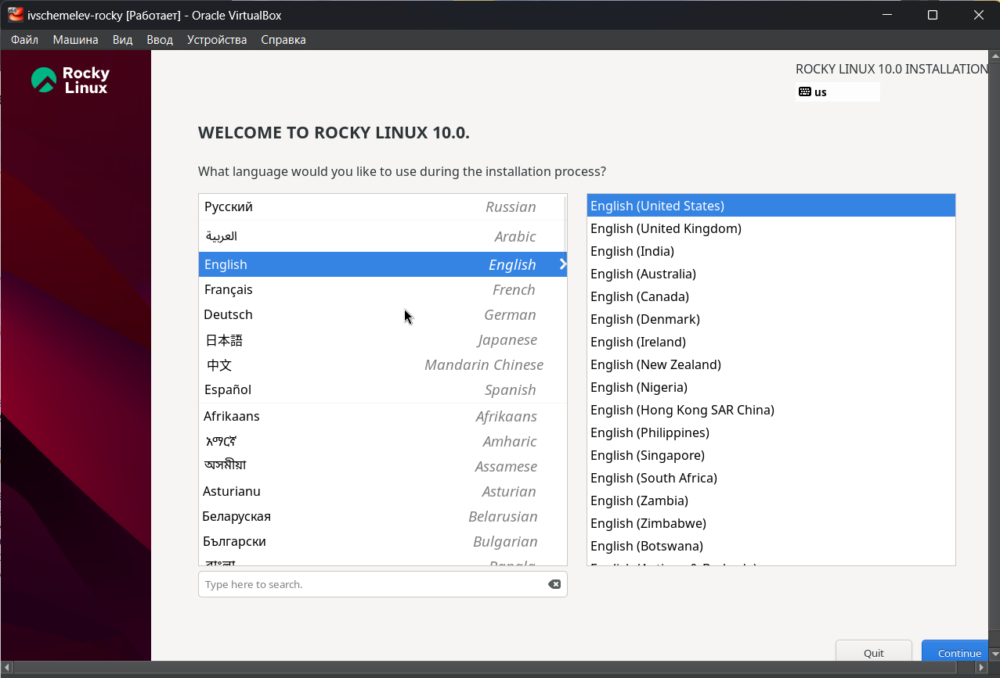 ivschemelev-rocky [Работает] - Oracle VirtualBox
Файл Машина Вид Ввод Устройства Справка
Rocky
Linux
ROCKY LINUX 10.0 INSTALLATION
us
WELCOME TO ROCKY LINUX 10.0.
What language would you like to use during the installation process?
Русский Russian
العربية Arabic
English English
Français French
Deutsch German
日本語 Japanese
中文 Mandarin Chinese
Español Spanish
Afrikaans Afrikaans
አማርኛ Amharic
অসমীয়া Assamese
Asturianu Asturian
Беларуская Belarusian
Български Bulgarian
English (United States)
English (United Kingdom)
English (India)
English (Australia)
English (Canada)
English (Denmark)
English (Ireland)
English (New Zealand)
English (Nigeria)
English (Hong Kong SAR China)
English (Philippines)
English (Singapore)
English (South Africa)
English (Zambia)
English (Zimbabwe)
English (Botswana)
Type here to search.
Quit Continue